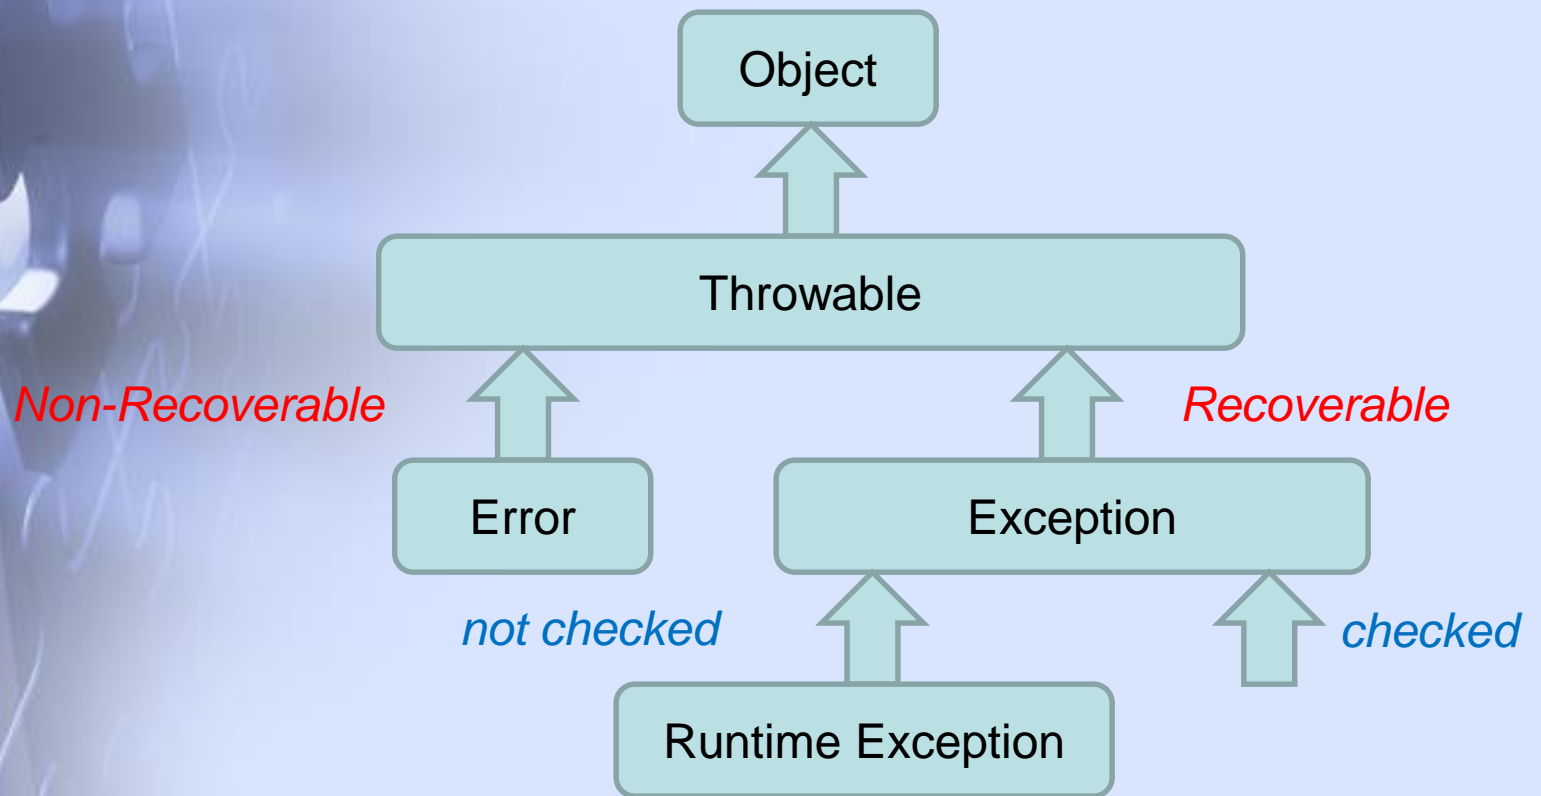 Object
Throwable
Non-Recoverable
Recoverable
Error
Exception
not checked
checked
Runtime Exception